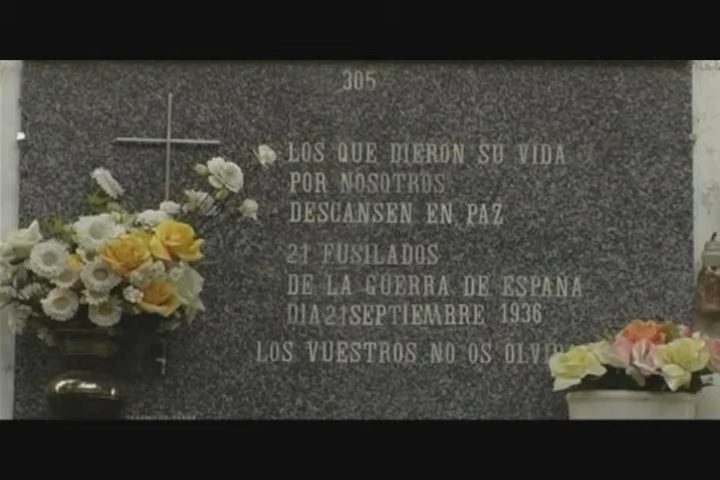 305
LOS QUE DIERON SU VIDA
POR NOSOTROS
DESCANSEN EN PAZ
21 FUSILADOS
DE LA GUERRA DE ESPAÑA
DIA 21 SEPTIEMBRE 1936
LOS VUESTROS NO OS